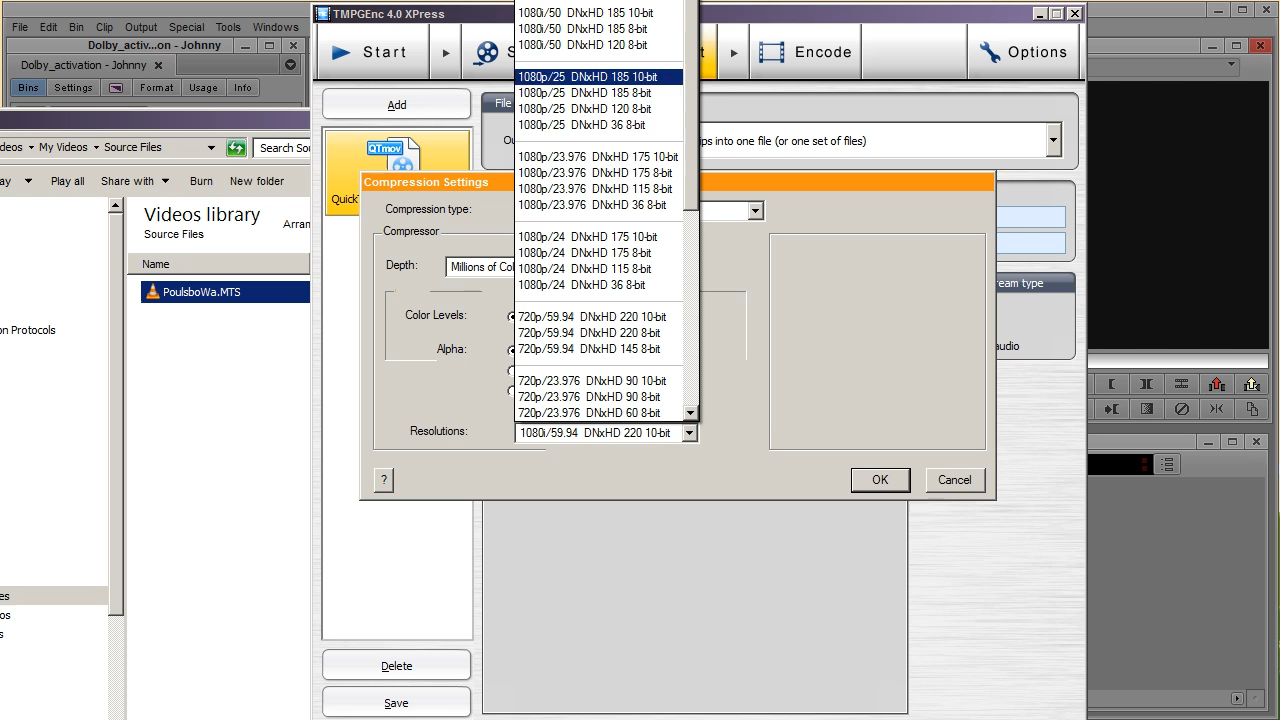 File Edit Bin Clip Output Special Tools Windows
Dolby_activ...on - Johnny
Dolby_activation - Johnny
Bins Settings Format Usage Info
My Videos Source Files Search
Play all Share with Burn New folder
Videos library
Source Files
Name
PoulsboWa.MTS
on Protocols
TMPGEnc 4.0 XPress
Start Encode Options
Add
File
ips into one file (or one set of files)
QTmov
eam type
audio
Compression Settings
Compression type:
Compressor
Depth: Millions of Col
Color Levels:
Alpha:
Resolutions: 1080i/59.94 DNxHD 220 10-bit
1080i/50 DNxHD 185 10-bit
1080i/50 DNxHD 185 8-bit
1080i/50 DNxHD 120 8-bit
1080p/25 DNxHD 185 10-bit
1080p/25 DNxHD 185 8-bit
1080p/25 DNxHD 120 8-bit
1080p/25 DNxHD 36 8-bit
1080p/23.976 DNxHD 175 10-bit
1080p/23.976 DNxHD 175 8-bit
1080p/23.976 DNxHD 115 8-bit
1080p/23.976 DNxHD 36 8-bit
1080p/24 DNxHD 175 10-bit
1080p/24 DNxHD 175 8-bit
1080p/24 DNxHD 115 8-bit
1080p/24 DNxHD 36 8-bit
720p/59.94 DNxHD 220 10-bit
720p/59.94 DNxHD 220 8-bit
720p/59.94 DNxHD 145 8-bit
720p/23.976 DNxHD 90 10-bit
720p/23.976 DNxHD 90 8-bit
720p/23.976 DNxHD 60 8-bit
? OK Cancel
Delete
Save